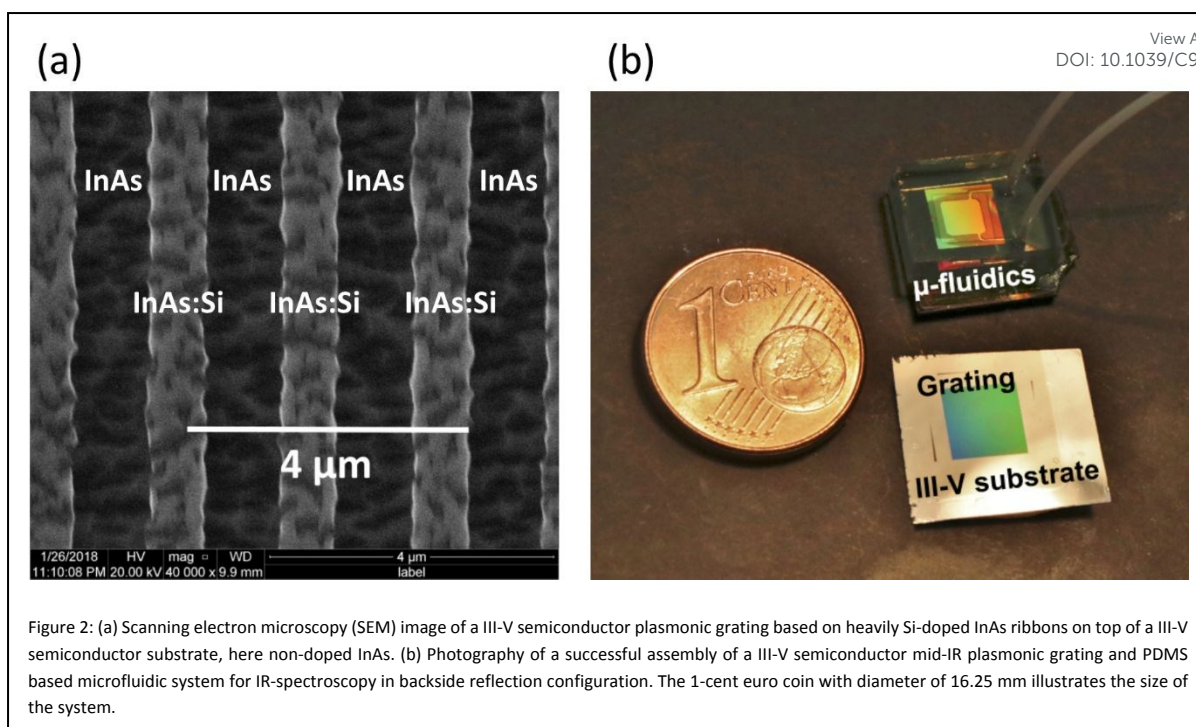 (a)
(b)
View A
DOI: 10.1039/C9
InAs InAs InAs InAs
InAs:Si InAs:Si InAs:Si
4 µm
1/26/2018 HV mag □ WD 4 µm
11:10:08 PM 20.00 kV 40 000 x 9.9 mm label
1 CENT
µ-fluidics
Grating
III-V substrate
Figure 2: (a) Scanning electron microscopy (SEM) image of a III-V semiconductor plasmonic grating based on heavily Si-doped InAs ribbons on top of a III-V
semiconductor substrate, here non-doped InAs. (b) Photography of a successful assembly of a III-V semiconductor mid-IR plasmonic grating and PDMS
based microfluidic system for IR-spectroscopy in backside reflection configuration. The 1-cent euro coin with diameter of 16.25 mm illustrates the size of
the system.